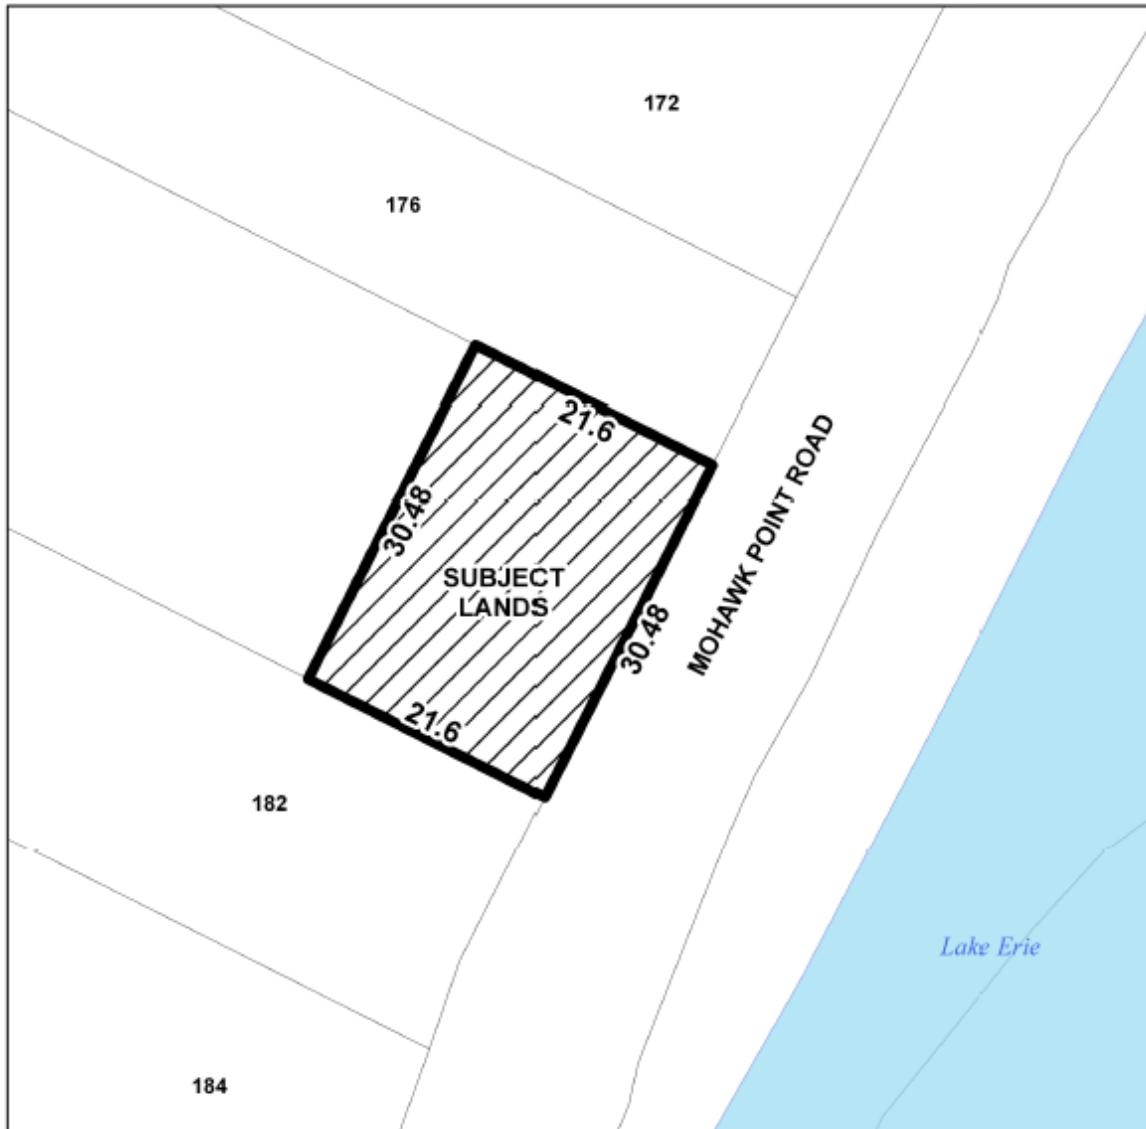 172
176
21.6
30.48
SUBJECT
LANDS
30.48
MOHAWK POINT ROAD
21.6
182
Lake Erie
184